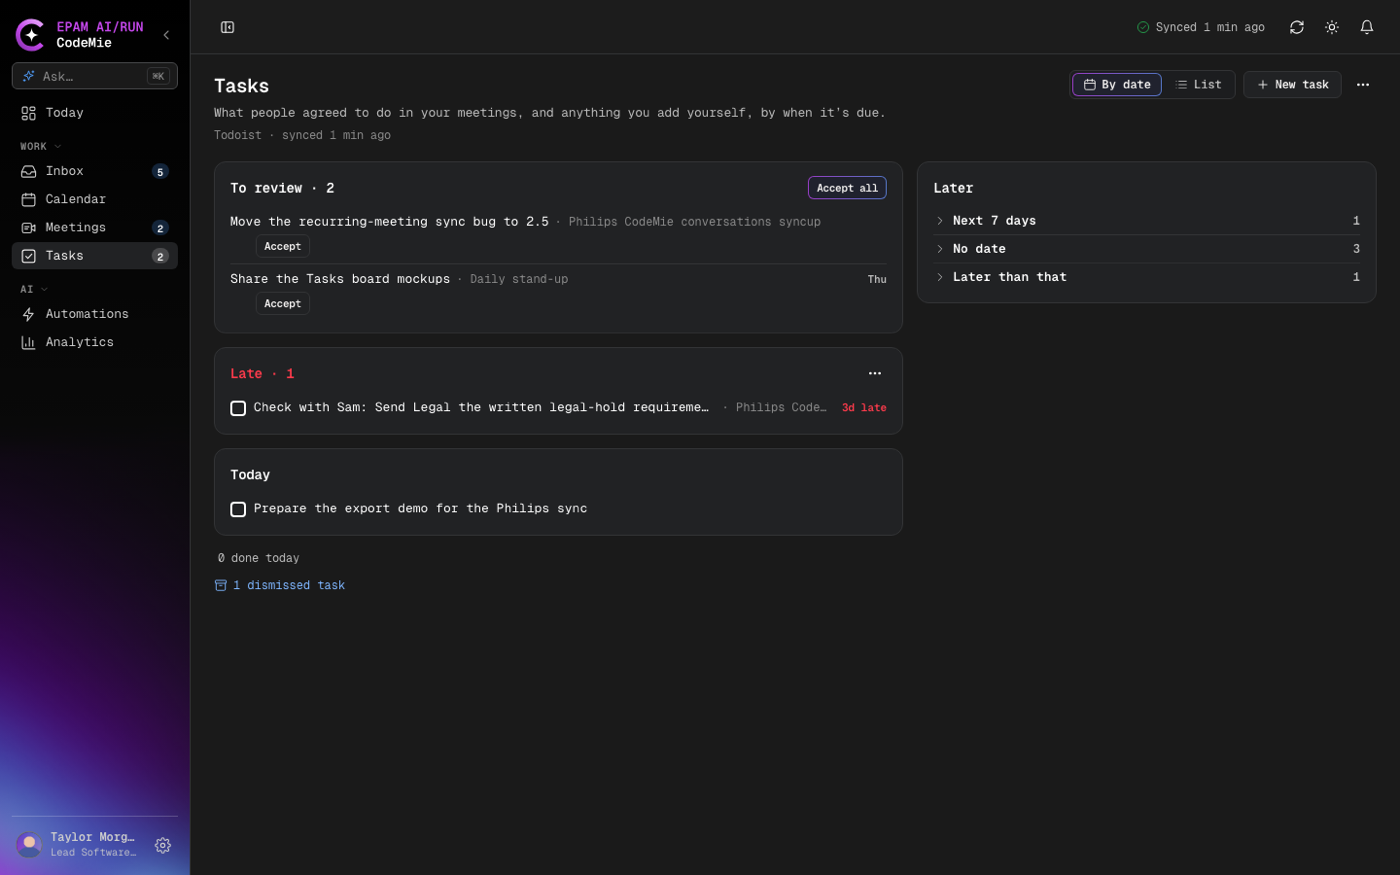 EPAM AI/RUN
CodeMie
Ask…
⌘K
Today
WORK
Inbox 5
Calendar
Meetings 2
Tasks 2
AI
Automations
Analytics
Taylor Morg…
Lead Software…
Synced 1 min ago
Tasks
By date
List
New task
What people agreed to do in your meetings, and anything you add yourself, by when it's due.
Todoist · synced 1 min ago
To review · 2
Accept all
Move the recurring-meeting sync bug to 2.5 · Philips CodeMie conversations syncup
Accept
Share the Tasks board mockups · Daily stand-up Thu
Accept
Late · 1
Check with Sam: Send Legal the written legal-hold requireme… · Philips Code… 3d late
Today
Prepare the export demo for the Philips sync
0 done today
1 dismissed task
Later
Next 7 days 1
No date 3
Later than that 1